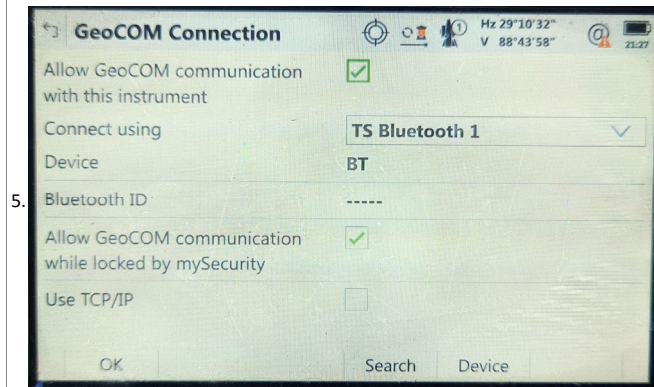 GeoCOM Connection
1
Hz 29°10'32"
V 88°43'58"
@
21:27
Allow GeoCOM communication
with this instrument
Connect using
TS Bluetooth 1
Device
BT
5.
Bluetooth ID
-----
Allow GeoCOM communication
while locked by mySecurity
Use TCP/IP
OK
Search
Device